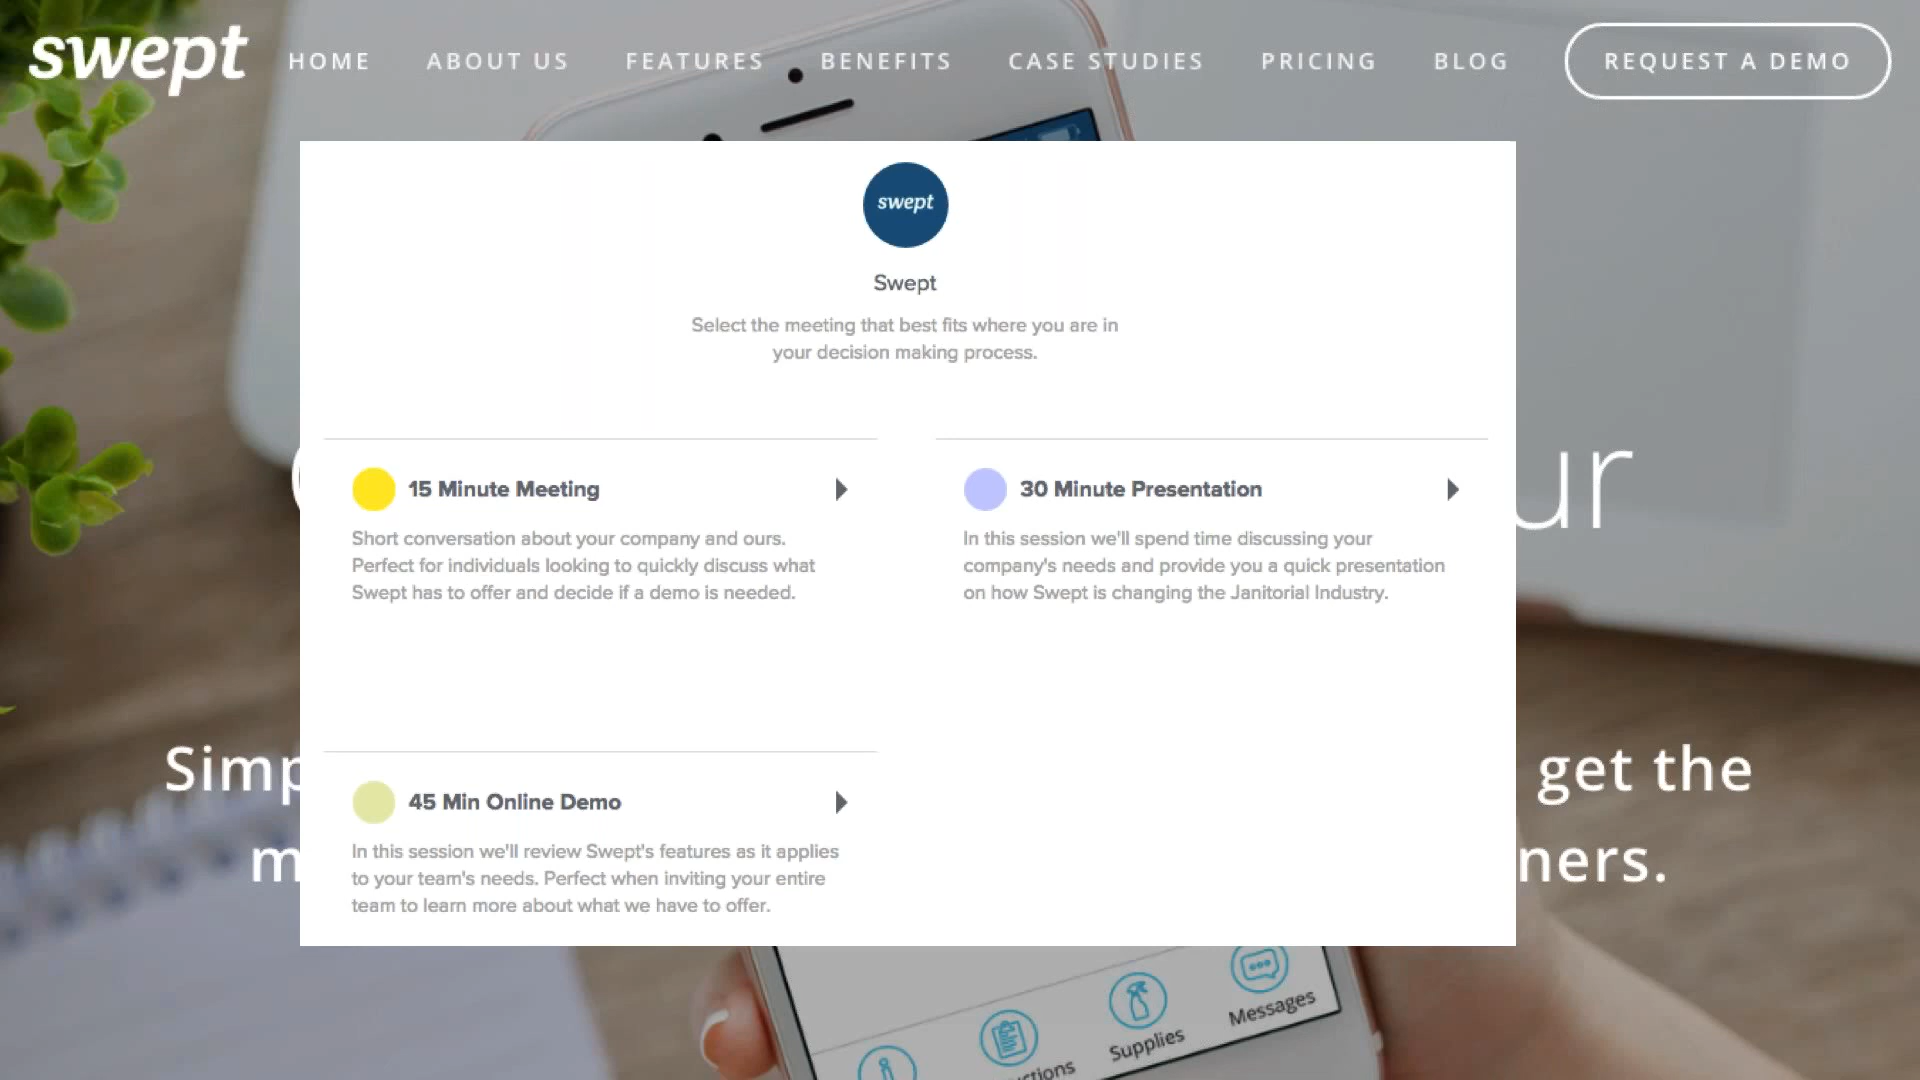 swept
HOME ABOUT US FEATURES BENEFITS CASE STUDIES PRICING BLOG REQUEST A DEMO
swept
Swept
Select the meeting that best fits where you are in
your decision making process.
15 Minute Meeting
Short conversation about your company and ours.
Perfect for individuals looking to quickly discuss what
Swept has to offer and decide if a demo is needed.
30 Minute Presentation
In this session we'll spend time discussing your
company's needs and provide you a quick presentation
on how Swept is changing the Janitorial Industry.
45 Min Online Demo
In this session we'll review Swept's features as it applies
to your team's needs. Perfect when inviting your entire
team to learn more about what we have to offer.
get the
Supplies
Messages